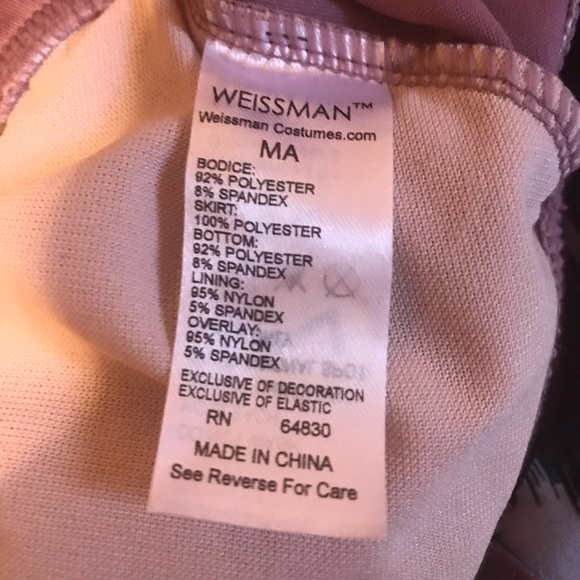 WEISSMAN™
Weissman Costumes.com
MA
BODICE:
92% POLYESTER
8% SPANDEX
SKIRT:
100% POLYESTER
BOTTOM:
92% POLYESTER
8% SPANDEX
LINING:
95% NYLON
5% SPANDEX
OVERLAY:
95% NYLON
5% SPANDEX
EXCLUSIVE OF DECORATION
EXCLUSIVE OF ELASTIC
RN 64830
MADE IN CHINA
See Reverse For Care